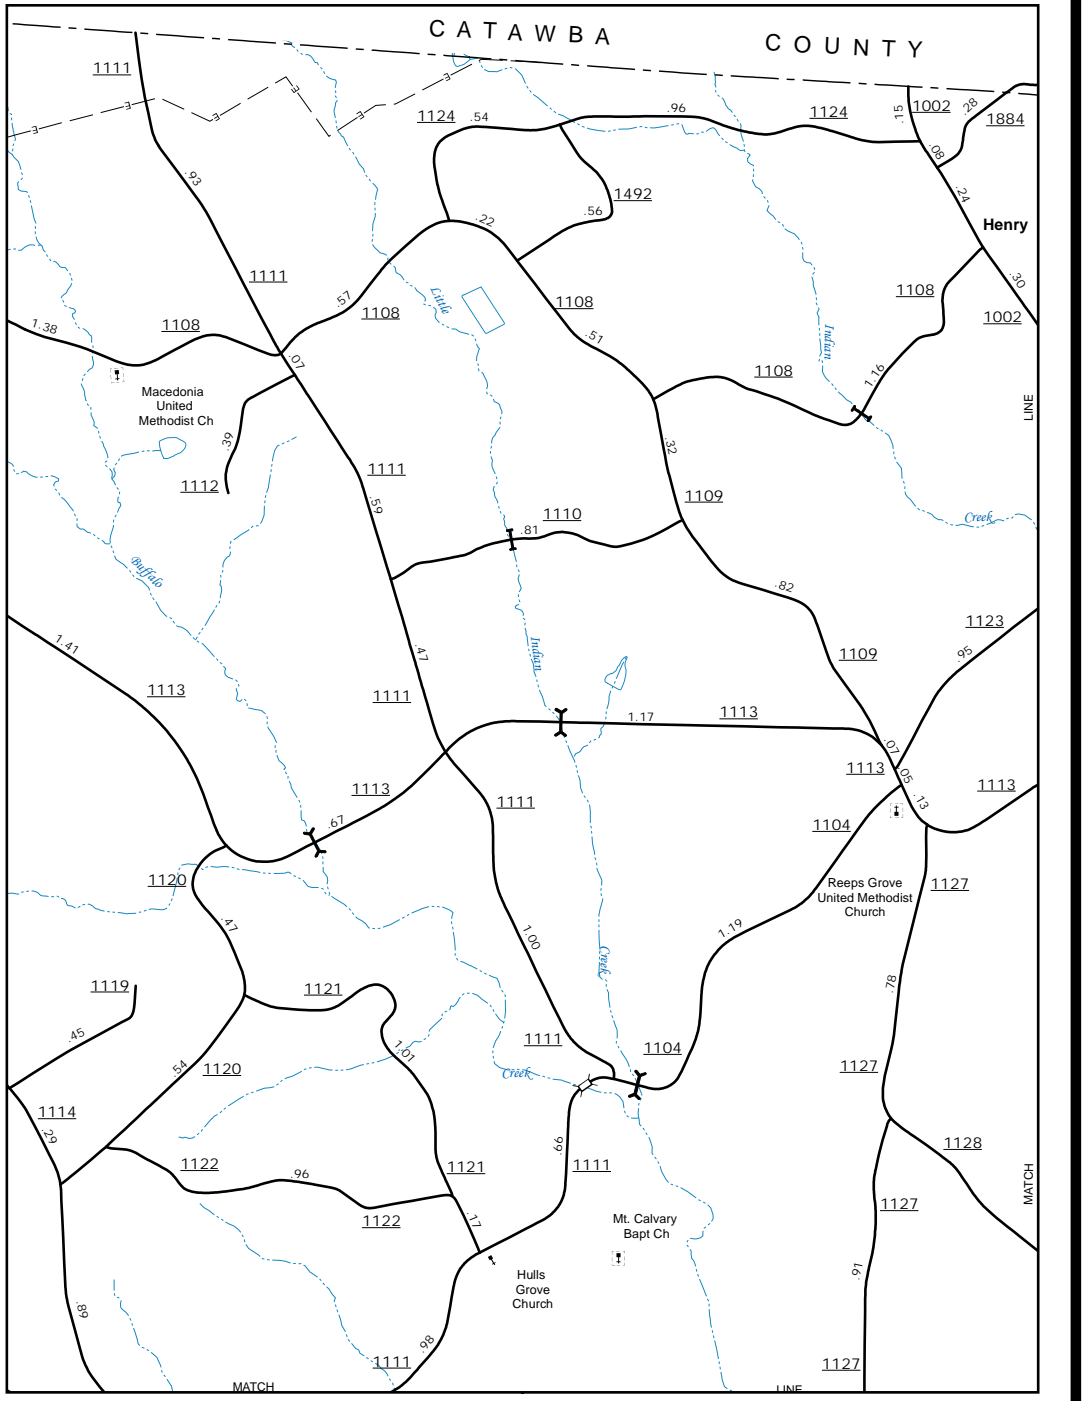 CATAWBA COUNTY
1111
E
E
E
E
E
E
1124
.54
.96
1124
.15
1002
.28
1884
.08
.93
1492
.56
.24
.22
Henry
1111
.57
1108
Little
1108
1108
.30
1002
1.38
1108
.07
.51
Indian
1108
1.16
Macedonia
United
Methodist Ch
LINE
.39
.32
1112
1111
.59
1109
1110
.81
Creek
Buffalo
.82
1.41
1123
.95
Indian
.47
1109
1113
1111
1.17
1113
.07
1113
.05
1113
1113
.13
1111
.67
1104
1120
Reeps Grove
United Methodist
Church
1127
.47
1.00
1.19
Creek
.78
1119
1121
.45
1111
1104
1.01
1120
.54
Creek
1127
1114
.29
1128
.66
1122
.96
1121
1111
MATCH
1127
1122
.17
Mt. Calvary
Bapt Ch
Hulls
Grove
Church
.91
.89
.98
1111
1127
MATCH
LINE